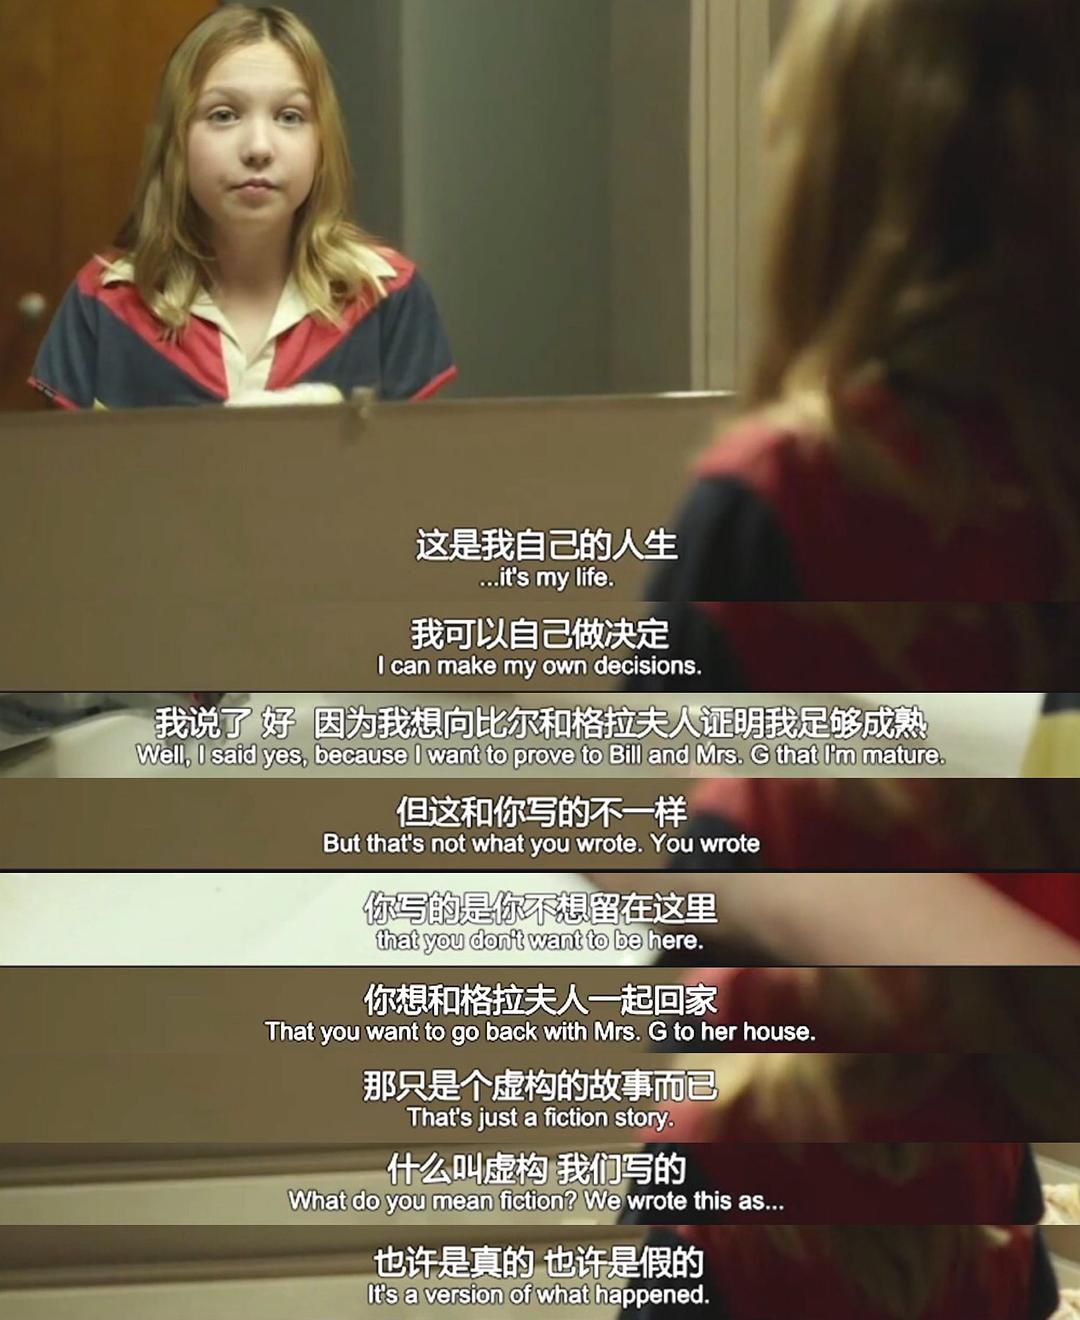 这是我自己的人生
...it's my life.
我可以自己做决定
I can make my own decisions.
我说了 好 因为我想向比尔和格拉夫人证明我足够成熟
Well, I said yes, because I want to prove to Bill and Mrs. G that I'm mature.
但这和你写的不一样
But that's not what you wrote. You wrote
你写的是你不想留在这里
that you don't want to be here.
你想和格拉夫人一起回家
That you want to go back with Mrs. G to her house.
那只是个虚构的故事而已
That's just a fiction story.
什么叫虚构 我们写的
What do you mean fiction? We wrote this as...
也许是真的 也许是假的
It's a version of what happened.